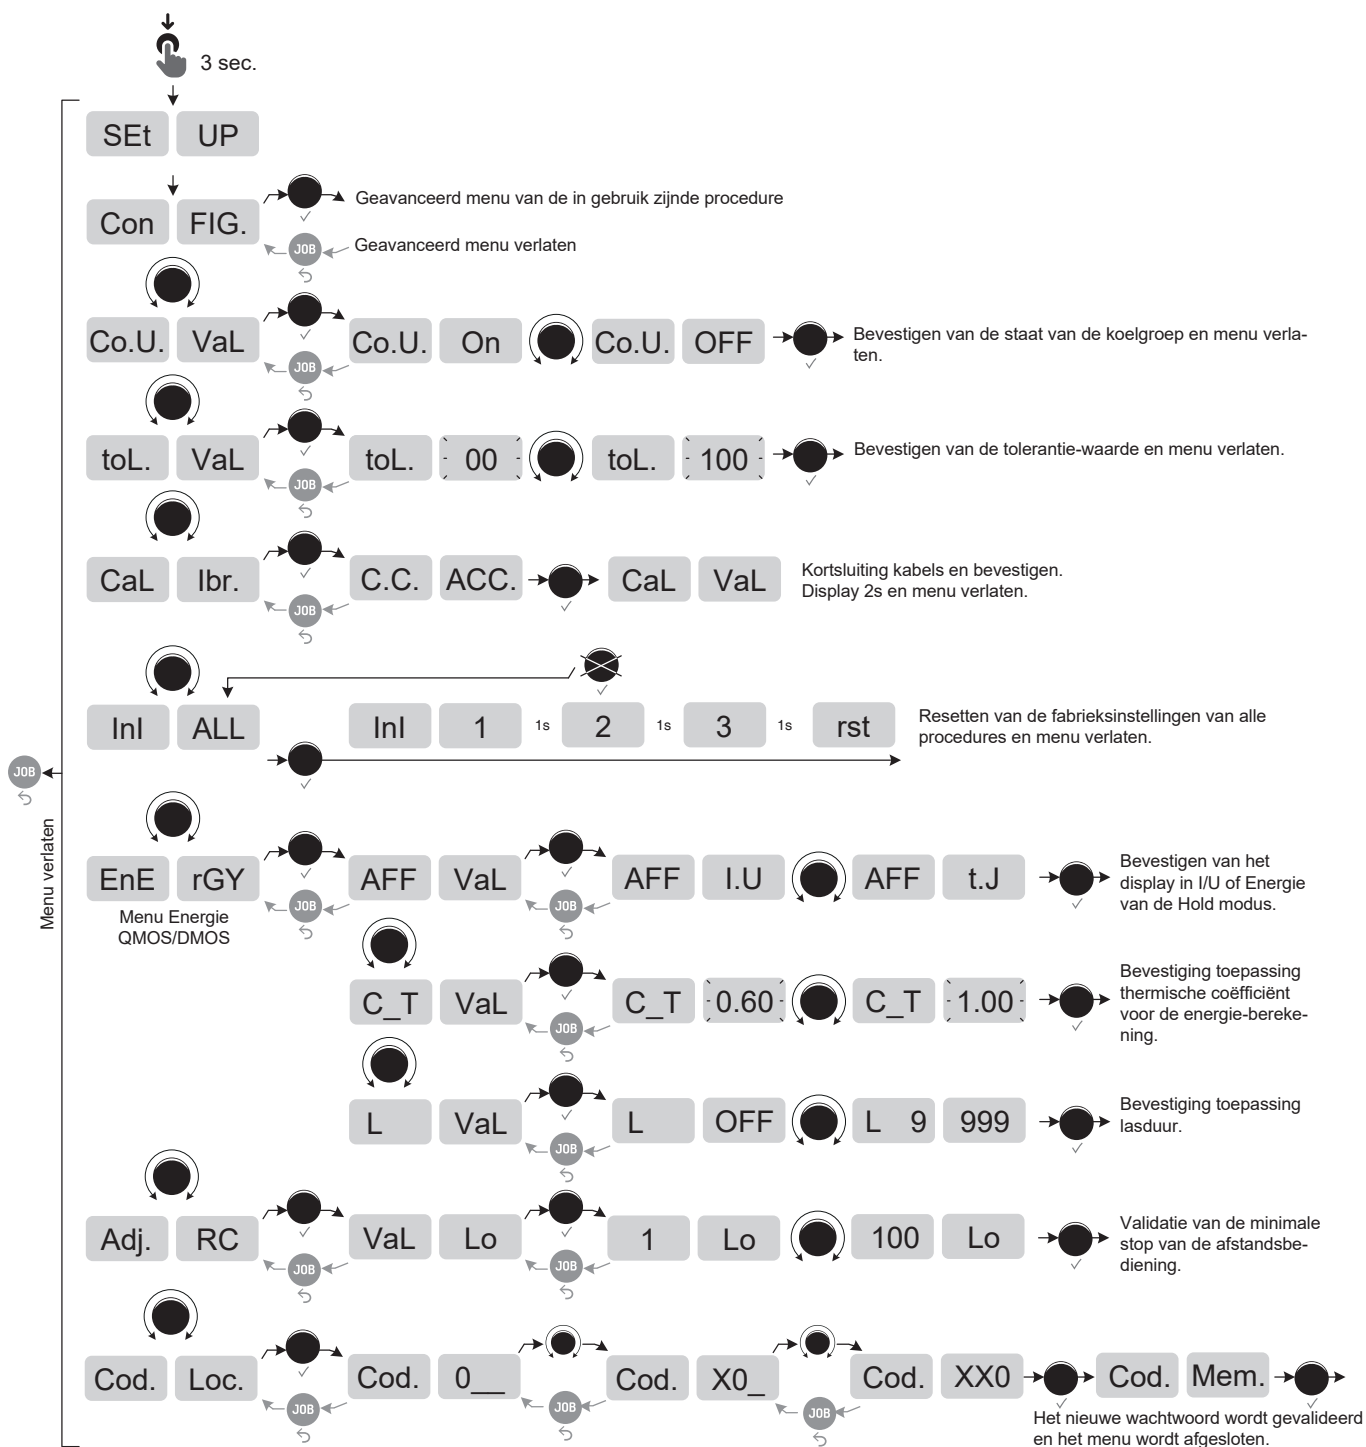 3 sec.
SEt UP
Con FIG.
Geavanceerd menu van de in gebruik zijnde procedure
JOB
Geavanceerd menu verlaten
Co.U. VaL
JOB
Co.U. On Co.U. OFF
Bevestigen van de staat van de koelgroep en menu verla-
ten.
toL. VaL
JOB
toL. 00 toL. 100
Bevestigen van de tolerantie-waarde en menu verlaten.
CaL Ibr.
JOB
C.C. ACC. CaL VaL
Kortsluiting kabels en bevestigen.
Display 2s en menu verlaten.
InI ALL
InI 1 1s 2 1s 3 1s rst
Resetten van de fabrieksinstellingen van alle
procedures en menu verlaten.
JOB
Menu verlaten
EnE rGY
Menu Energie
QMOS/DMOS
JOB
AFF VaL
JOB
AFF I.U AFF t.J
Bevestigen van het
display in I/U of Energie
van de Hold modus.
C_T VaL
JOB
C_T 0.60 C_T 1.00
Bevestiging toepassing
thermische coëfficiënt
voor de energie-bereke-
ning.
L VaL
JOB
L OFF L 9 999
Bevestiging toepassing
lasduur.
Adj. RC
JOB
VaL Lo
JOB
1 Lo 100 Lo
Validatie van de minimale
stop van de afstandsbe-
diening.
Cod. Loc.
JOB
Cod. 0__
JOB
Cod. X0_
JOB
Cod. XX0
Cod. Mem.
Het nieuwe wachtwoord wordt gevalideerd
en het menu wordt afgesloten.